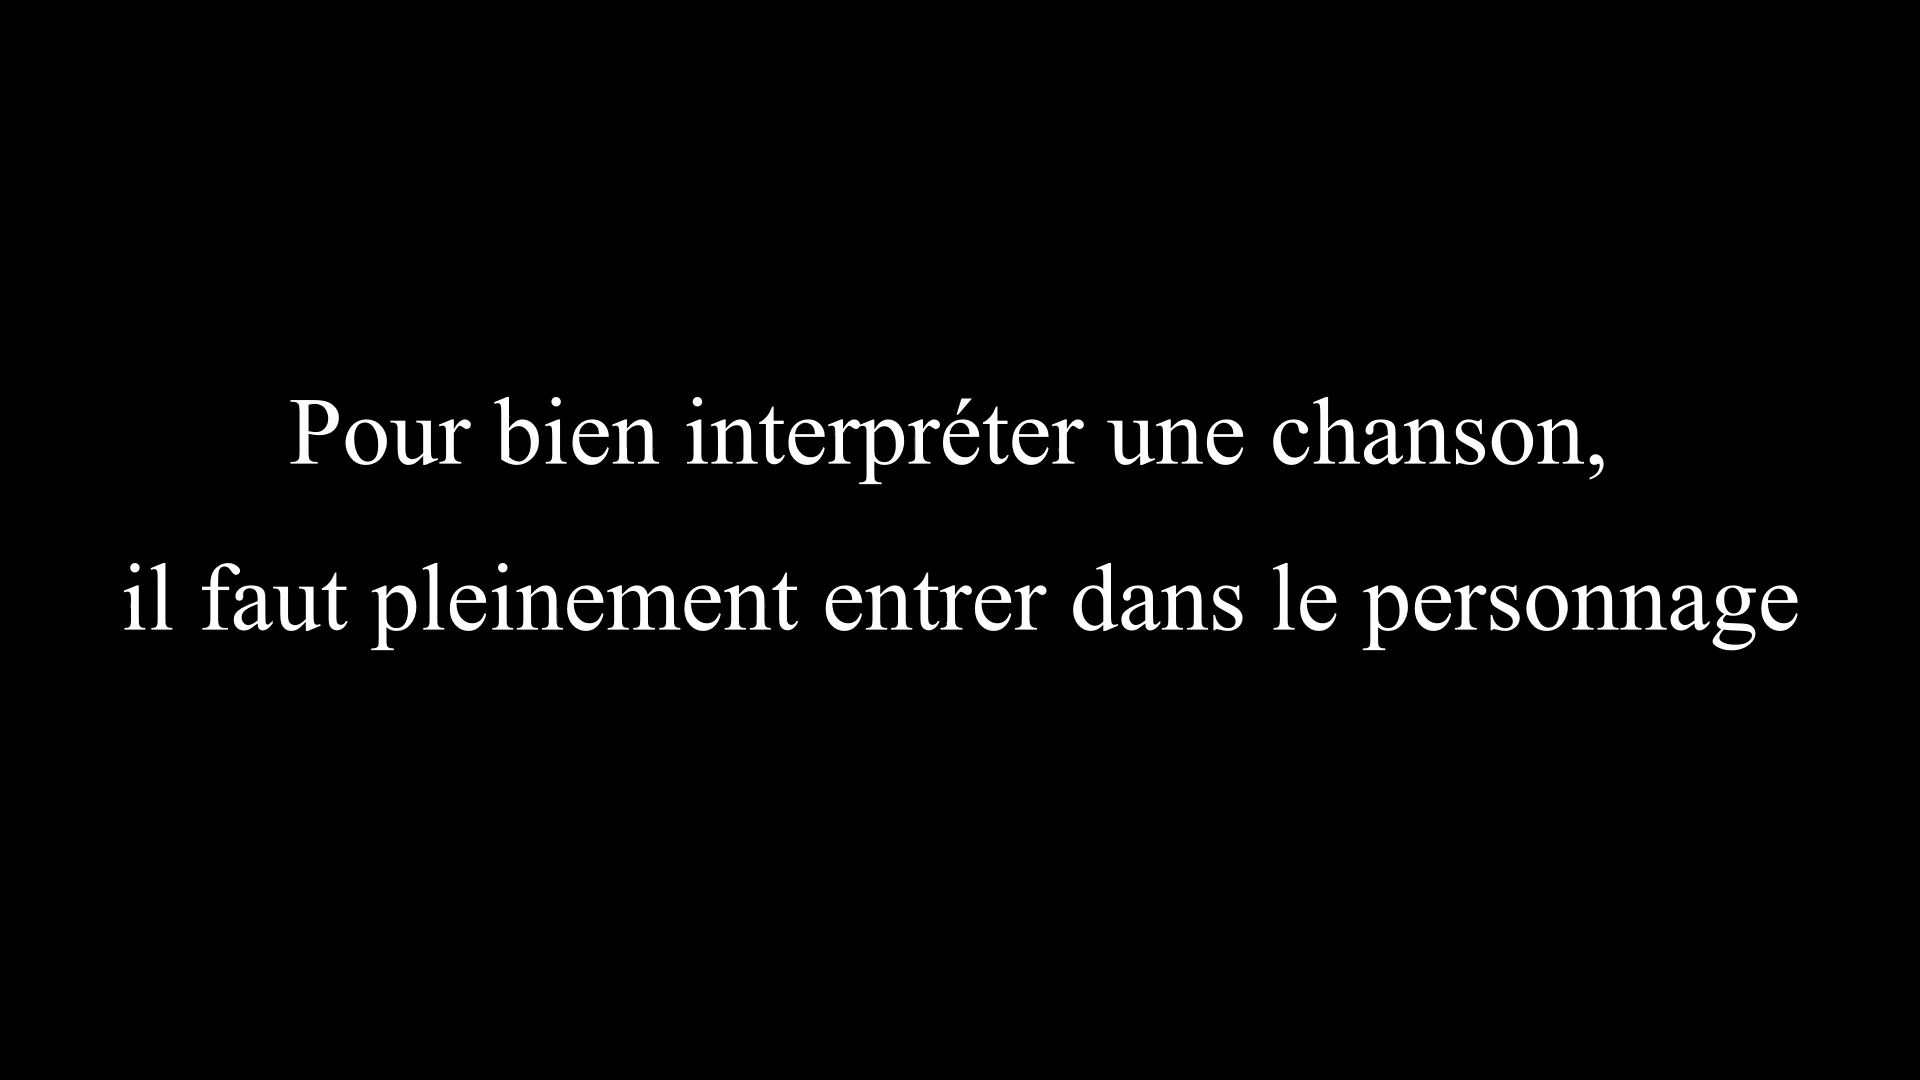 Pour bien interpréter une chanson,
il faut pleinement entrer dans le personnage